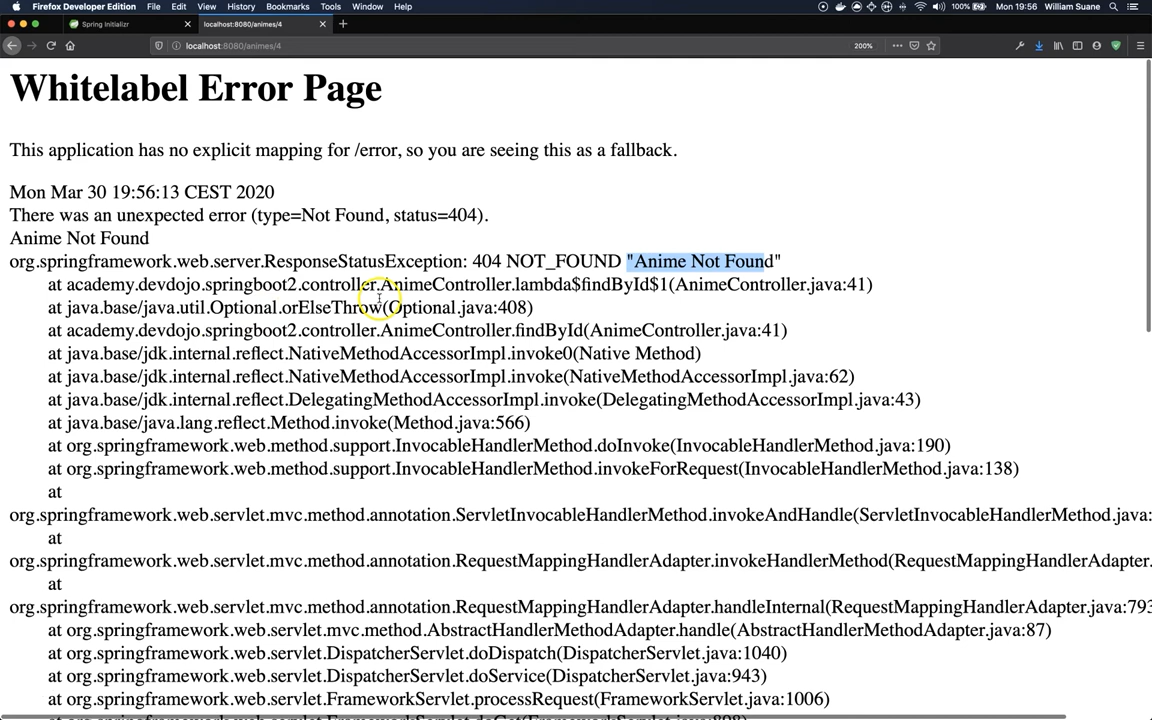 Firefox Developer Edition File Edit View History Bookmarks Tools Window Help 100% Mon 19:56 William Suane
Spring Initializr localhost:8080/animes/4
localhost:8080/animes/4 200%
Whitelabel Error Page
This application has no explicit mapping for /error, so you are seeing this as a fallback.
Mon Mar 30 19:56:13 CEST 2020
There was an unexpected error (type=Not Found, status=404).
Anime Not Found
org.springframework.web.server.ResponseStatusException: 404 NOT_FOUND "Anime Not Found"
at academy.devdojo.springboot2.controller.AnimeController.lambda$findById$1(AnimeController.java:41)
at java.base/java.util.Optional.orElseThrow(Optional.java:408)
at academy.devdojo.springboot2.controller.AnimeController.findById(AnimeController.java:41)
at java.base/jdk.internal.reflect.NativeMethodAccessorImpl.invoke0(Native Method)
at java.base/jdk.internal.reflect.NativeMethodAccessorImpl.invoke(NativeMethodAccessorImpl.java:62)
at java.base/jdk.internal.reflect.DelegatingMethodAccessorImpl.invoke(DelegatingMethodAccessorImpl.java:43)
at java.base/java.lang.reflect.Method.invoke(Method.java:566)
at org.springframework.web.method.support.InvocableHandlerMethod.doInvoke(InvocableHandlerMethod.java:190)
at org.springframework.web.method.support.InvocableHandlerMethod.invokeForRequest(InvocableHandlerMethod.java:138)
at
org.springframework.web.servlet.mvc.method.annotation.ServletInvocableHandlerMethod.invokeAndHandle(ServletInvocableHandlerMethod.java:
at
org.springframework.web.servlet.mvc.method.annotation.RequestMappingHandlerAdapter.invokeHandlerMethod(RequestMappingHandlerAdapter.
at
org.springframework.web.servlet.mvc.method.annotation.RequestMappingHandlerAdapter.handleInternal(RequestMappingHandlerAdapter.java:793
at org.springframework.web.servlet.mvc.method.AbstractHandlerMethodAdapter.handle(AbstractHandlerMethodAdapter.java:87)
at org.springframework.web.servlet.DispatcherServlet.doDispatch(DispatcherServlet.java:1040)
at org.springframework.web.servlet.DispatcherServlet.doService(DispatcherServlet.java:943)
at org.springframework.web.servlet.FrameworkServlet.processRequest(FrameworkServlet.java:1006)